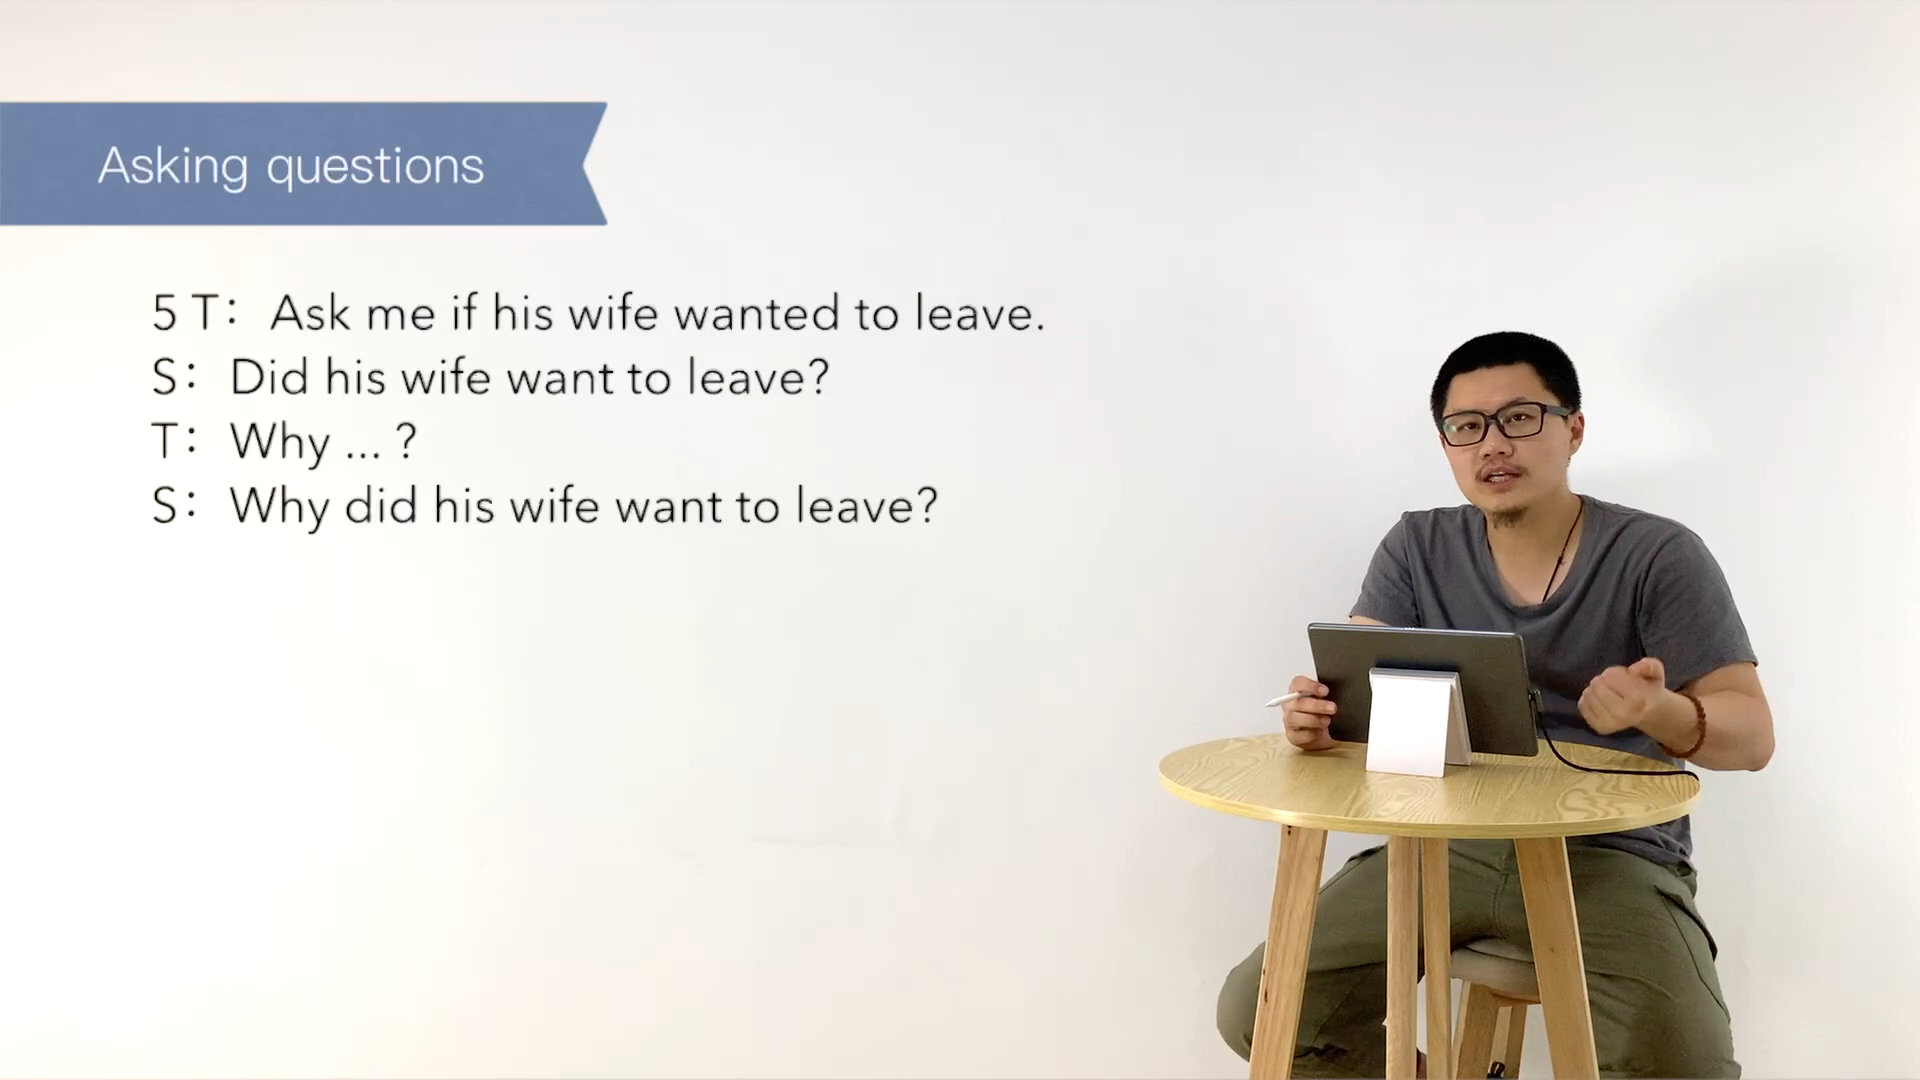 Asking questions
5 T： Ask me if his wife wanted to leave.
S： Did his wife want to leave?
T： Why ... ?
S： Why did his wife want to leave?